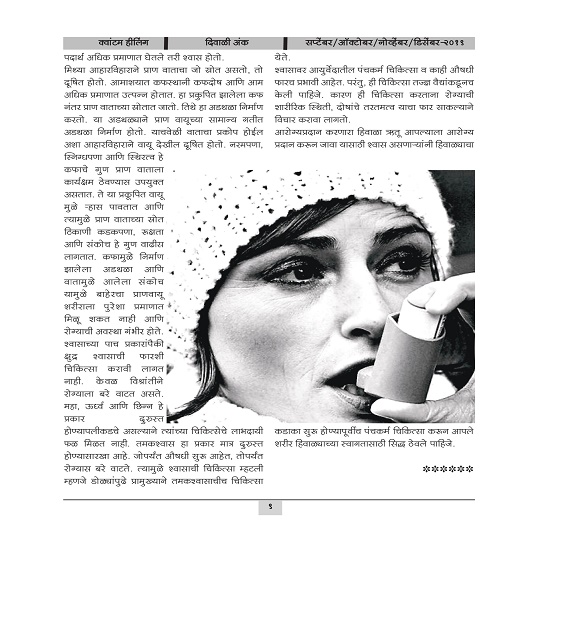 क्वांटम हीलिंग
दिवाळी अंक
सप्टेंबर/ऑक्टोबर/नोव्हेंबर/डिसेंबर-२०१९
पदार्थ अधिक प्रमाणात घेतले तरी श्वास होतो.
मिथ्या आहारविहाराने प्राण वाताचा जो स्रोत असतो, तो
दूषित होतो. आमाशयात कफस्थानी कफदोष आणि आम
अधिक प्रमाणात उत्पन्न होतात. हा प्रकूपित झालेला कफ
नंतर प्राण वाताच्या स्रोतात जातो. तिथे हा अडथळा निर्माण
करतो. या अडथळ्याने प्राण वायूच्या सामान्य गतीत
अडथळा निर्माण होतो. याचवेळी वाताचा प्रकोप होईल
अशा आहारविहाराने वायू देखील दूषित होतो. नरमपणा,
स्निग्धपणा आणि स्थिरत्व हे
कफाचे गुण प्राण वाताला
कार्यक्षम ठेवण्यास उपयुक्त
असतात. ते या प्रकूपित वायू
मुळे ऱ्हास पावतात आणि
त्यामुळे प्राण वाताच्या स्रोत
ठिकाणी कडकपणा, रूक्षता
आणि संकोच हे गुण वाढीस
लागतात. कफामुळे निर्माण
झालेला अडथळा आणि
वातामुळे आलेला संकोच
यामुळे बाहेरचा प्राणवायू
शरीराला पुरेशा प्रमाणात
मिळू शकत नाही आणि
रोग्याची अवस्था गंभीर होते.
श्वासाच्या पाच प्रकारांपैकी
क्षुद्र श्वासाची फारशी
चिकित्सा करावी लागत
नाही. केवळ विश्रांतीने
रोग्याला बरे वाटत असते.
महा, ऊर्ध्व आणि छिन्न हे
प्रकार दुरुस्त
होण्यापलीकडचे असल्याने त्यांच्या चिकित्सेचे लाभदायी
फळ मिळत नाही. तमकश्वास हा प्रकार मात्र दुरुस्त
होण्यासारखा आहे. जोपर्यंत औषधी सुरू आहेत, तोपर्यंत
रोग्यास बरे वाटते. त्यामुळे श्वासाची चिकित्सा म्हटली
म्हणजे डोळ्यांपुढे प्रामुख्याने तमकश्वासाचीच चिकित्सा
येते.
श्वासावर आयुर्वेदातील पंचकर्म चिकित्सा व काही औषधी
फारच प्रभावी आहेत. परंतु, ही चिकित्सा तज्ज्ञ वैद्यांकडूनच
केली पाहिजे. कारण ही चिकित्सा करताना रोग्याची
शारीरिक स्थिती, दोषांचे तरतमत्व याचा फार साकल्याने
विचार करावा लागतो.
आरोग्यप्रदान करणारा हिवाळा ऋतू आपल्याला आरोग्य
प्रदान करून जावा यासाठी श्वास असणाऱ्यांनी हिवाळ्याचा
कडाका सुरू होण्यापूर्वीच पंचकर्म चिकित्सा करून आपले
शरीर हिवाळ्याच्या स्वागतासाठी सिद्ध ठेवले पाहिजे.
******
९